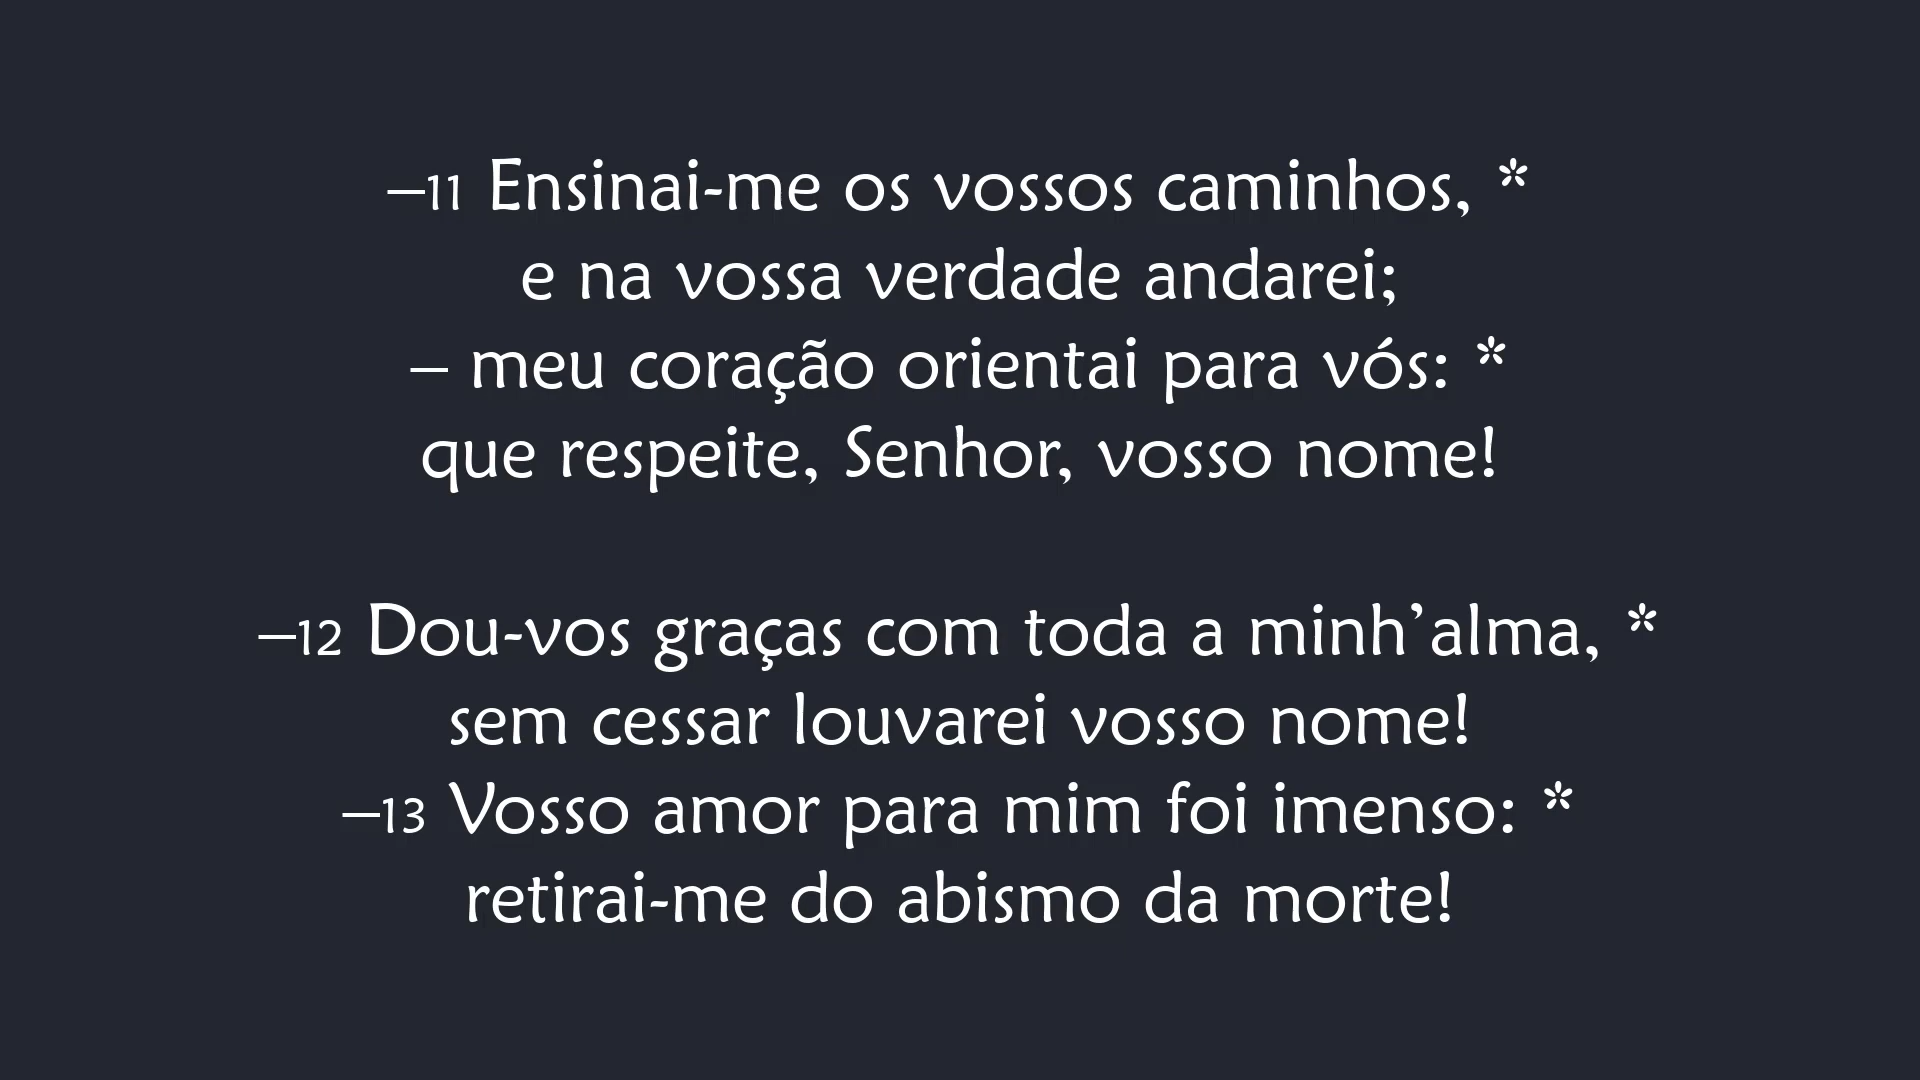 –11 Ensinai-me os vossos caminhos, *
e na vossa verdade andarei;
– meu coração orientai para vós: *
que respeite, Senhor, vosso nome!
–12 Dou-vos graças com toda a minh’alma, *
sem cessar louvarei vosso nome!
–13 Vosso amor para mim foi imenso: *
retirai-me do abismo da morte!